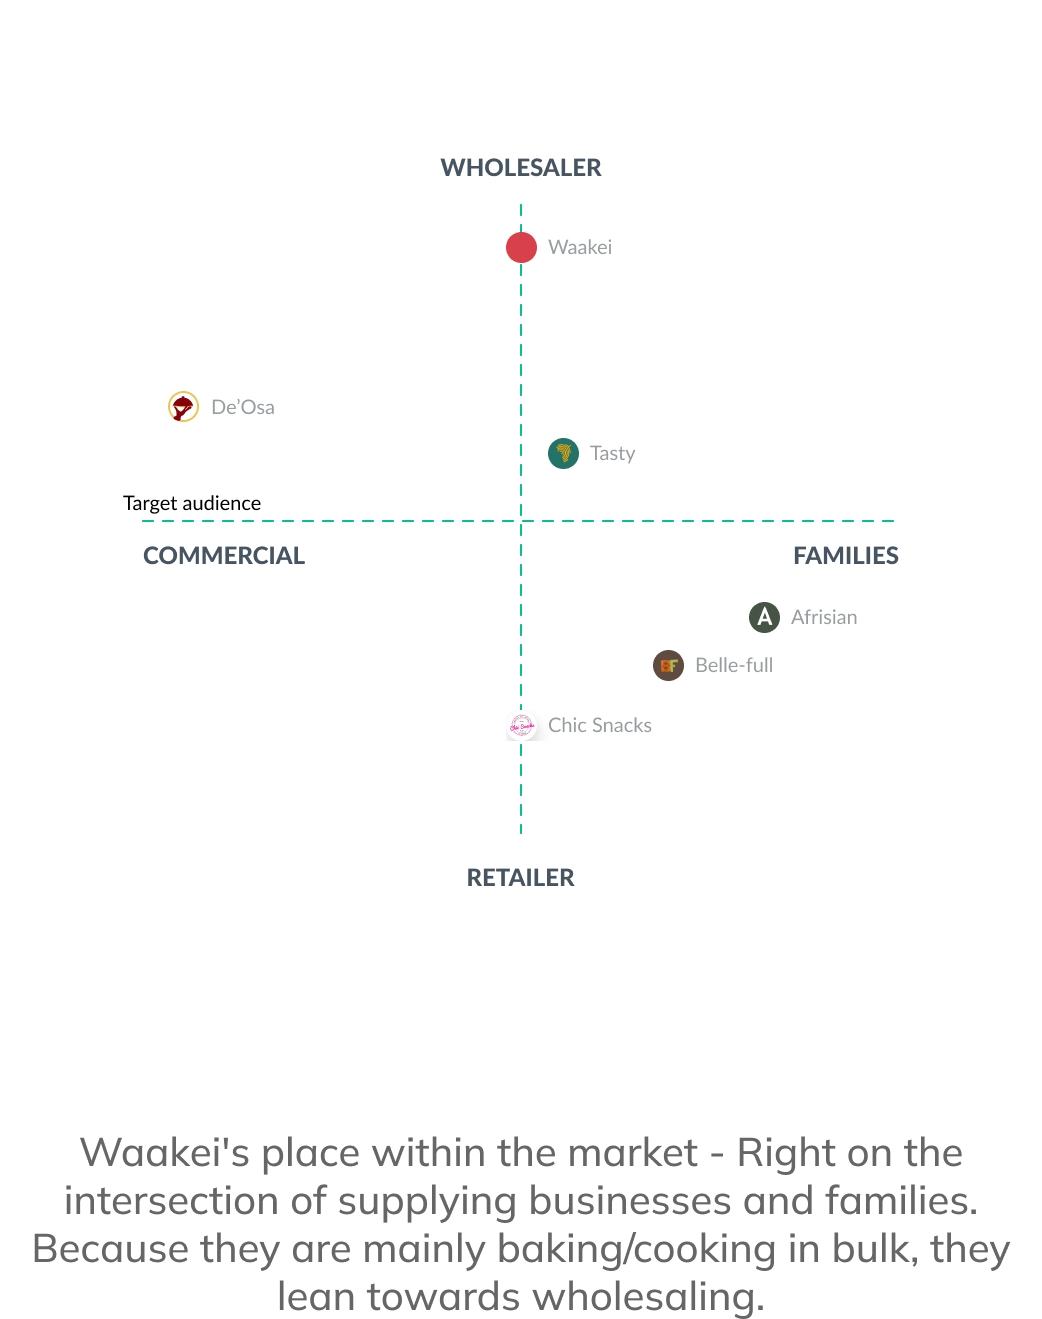 WHOLESALER
Waakei
De'Osa
Tasty
Target audience
COMMERCIAL
FAMILIES
A Afrisian
BF Belle-full
Chic Snacks Chic Snacks
RETAILER
Waakei's place within the market - Right on the
intersection of supplying businesses and families.
Because they are mainly baking/cooking in bulk, they
lean towards wholesaling.